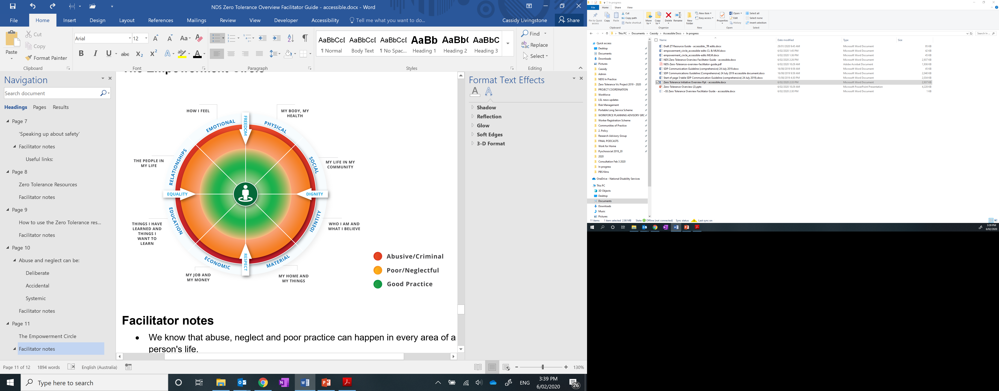 NDS Zero Tolerance Overview Facilitator Guide - accessible.docx - Word
File Home Insert Design Layout References Mailings Review View Developer Accessibility Tell me what you want to do... Cassidy Livingstone Share
Paste
Cut
Copy
Format Painter
Clipboard
Arial 12
Font
Paragraph
AaBbCcI AaBbCcI AaBbCcI AaBb AaBb( AaBbC
¶ Normal Body Text ¶ No Spac... Heading 1 Heading 2 Heading 3
Styles
Find
Replace
Select
Editing
Navigation
Search document
Headings Pages Results
Page 7
‘Speaking up about safety’
Facilitator notes
Useful links:
Page 8
Zero Tolerance Resources
Facilitator notes
Page 9
How to use the Zero Tolerance res...
Facilitator notes
Page 10
Abuse and neglect can be:
Deliberate
Accidental
Systemic
Facilitator notes
Page 11
The Empowerment Circle
Facilitator notes
The Empowerment Circle
HOW I FEEL
MY BODY, MY
HEALTH
THE PEOPLE IN
MY LIFE
MY LIFE IN MY
COMMUNITY
THINGS I HAVE
LEARNED AND
THINGS I
WANT TO
LEARN
WHO I AM AND
WHAT I BELIEVE
MY JOB AND
MY MONEY
MY HOME AND
MY THINGS
EMOTIONAL
PHYSICAL
SOCIAL
IDENTITY
MATERIAL
ECONOMIC
EDUCATION
RELATIONSHIPS
FREEDOM
DIGNITY
RESPECT
EQUALITY
Abusive/Criminal
Poor/Neglectful
Good Practice
Facilitator notes
• We know that abuse, neglect and poor practice can happen in every area of a
person's life.
Format Text Effects
Shadow
Reflection
Glow
Soft Edges
3-D Format
Page 11 of 12 1894 words English (Australia) 130%
Type here to search
ENG
3:39 PM
6/02/2020
26
In progress
File Home Share View
Pin to Quick access
Copy
Paste
Cut
Copy path
Paste shortcut
Clipboard
Move to
Copy to
Delete
Rename
Organize
New folder
New item
Easy access
New
Properties
Open
Edit
History
Open
Select all
Select none
Invert selection
Select
This PC > Documents > Cassidy > Accessible Docs > In progress
Search In ...
Quick access
Desktop
Documents
Downloads
Pictures
Cassidy
Admin
NDIS In Practice
Zero Tolerance Vic Project 2019 - 2020
PROJECT COORDINATION
Workforce
LSL news updates
Risk Management
Portable Long Service Scheme
WORKFORCE PLANNING ADVISORY GRC
Worker Registration Scheme
Communities of Practice
2. Policy
Research Advisory Group
FINAL PODCASTS
Work for Home
Pyschosocial 2019_20
2020
Consultation Feb 3 2020
In progress
PBS films
OneDrive - National Disability Services
This PC
3D Objects
Desktop
Documents
Downloads
Music
Pictures
Name Date modified Type Size
Draft ZT Resource Guide - accessible._TR edits.docx 29/01/2020 9:45 AM Microsoft Word Document 95 KB
empowerment_circle_accessible-edits CL & MLM.docx 6/02/2020 1:45 PM Microsoft Word Document 42 KB
empowerment_circle_accessible-edits MLM.docx 6/02/2020 1:36 PM Microsoft Word Document 45 KB
NDS Zero Tolerance Overview Facilitator Guide - accessible.docx 6/02/2020 2:26 PM Microsoft Word Document 2,937 KB
NDS-Zero-Tolerance-overview-facilitator-guide.pdf 6/02/2020 10:29 AM Adobe Acrobat Document 1,936 KB
SDP Communication Guideline (comprehensive) 24 July 2019.docx 16/08/2019 9:59 AM Microsoft Word Document 45 KB
SDP Communications Guideline (Comprehensive) 24 July 2019 accessible document.docx 16/08/2019 9:59 AM Microsoft Word Document 2,040 KB
Start of page 5 table SDP Communication Guideline (comprehensive) 24 July 2019).docx 15/08/2019 4:30 PM Microsoft Word Document 2,034 KB
Zero Tolerance Initiative Overview Ppt - accessible.docx 6/02/2020 2:33 PM Microsoft Word Document 2,937 KB
Zero-Tolerance-Overview (2).pptx 6/02/2020 10:29 AM Microsoft PowerPoint Presentation 4,228 KB
~$S Zero Tolerance Overview Facilitator Guide - accessible.docx 6/02/2020 2:30 PM Microsoft Word Document 1 KB
11 items 1 item selected 2.86 MB State: Offline (not connected) Sync status: Last sync on
3:39 PM
6/02/2020